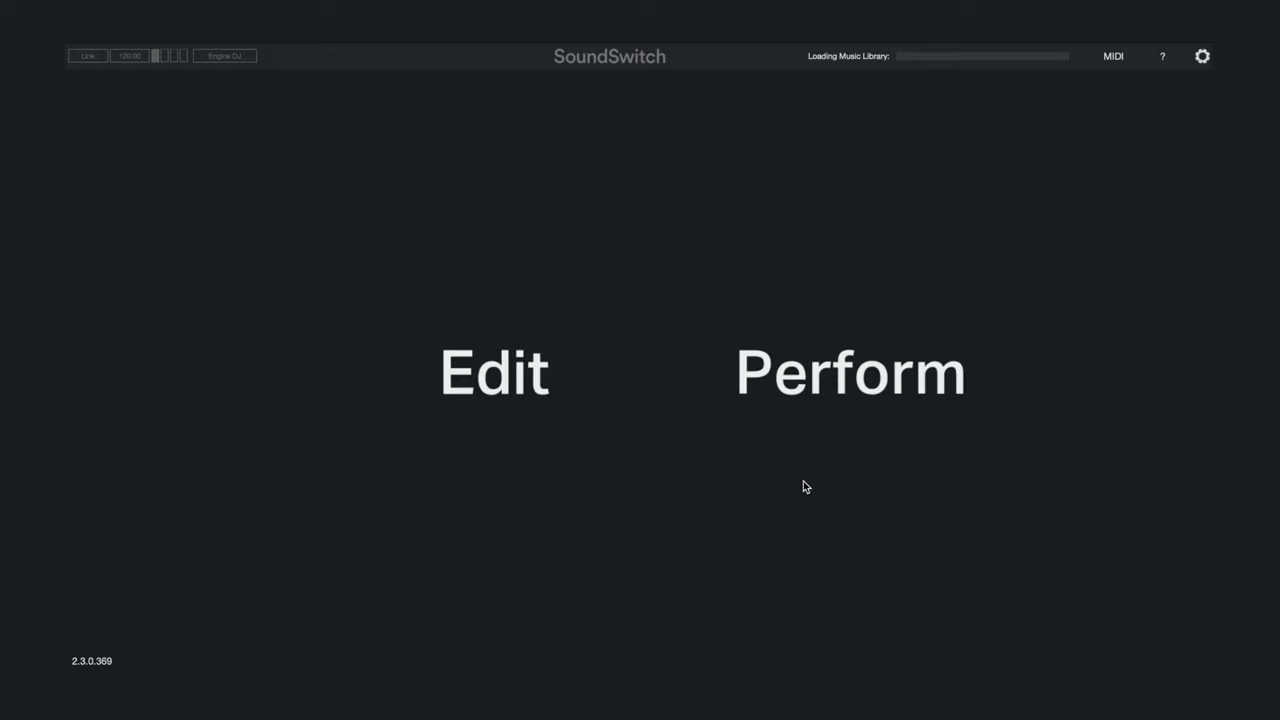 Link 120.00 Engine DJ SoundSwitch Loading Music Library: MIDI ?
Edit Perform
2.3.0.369